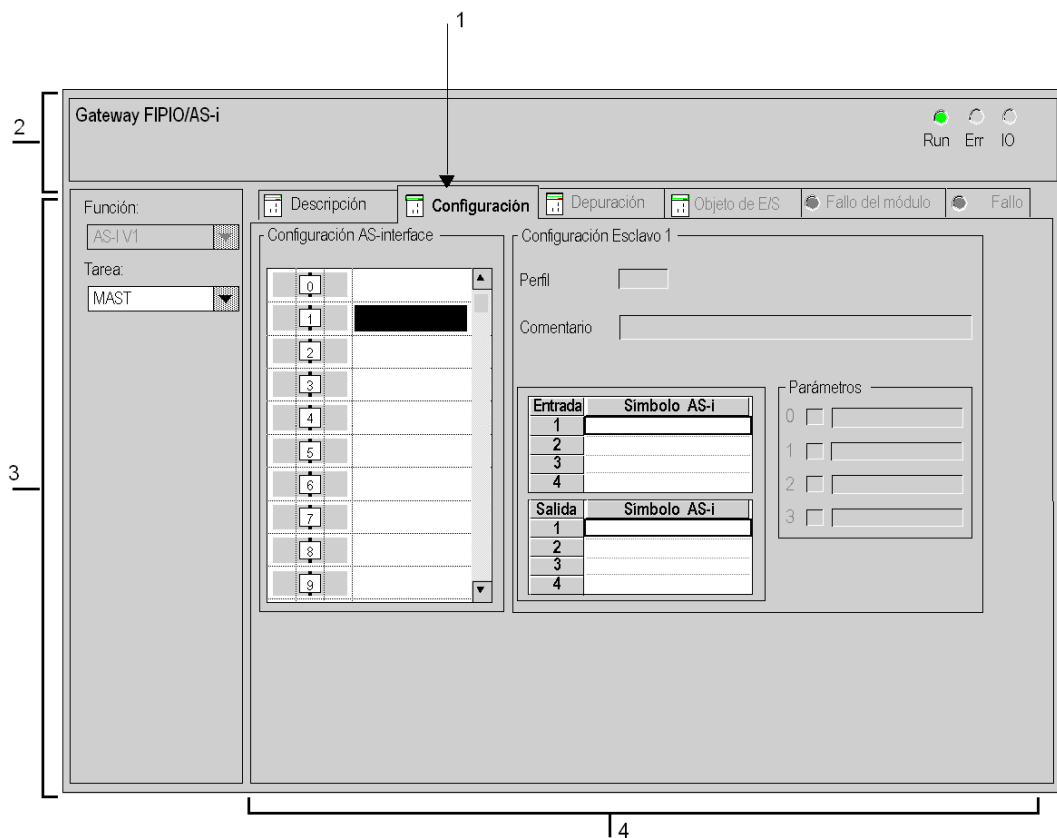 1
2
Gateway FIPIO/AS-i
Run Err IO
3
Función:
AS-I V1
Tarea:
MAST
Descripción
Configuración
Depuración
Objeto de E/S
Fallo del módulo
Fallo
Configuración AS-interface
0
1
2
3
4
5
6
7
8
9
Configuración Esclavo 1
Perfil
Comentario
Entrada Símbolo AS-i
1
2
3
4
Salida Símbolo AS-i
1
2
3
4
Parámetros
0
1
2
3
4